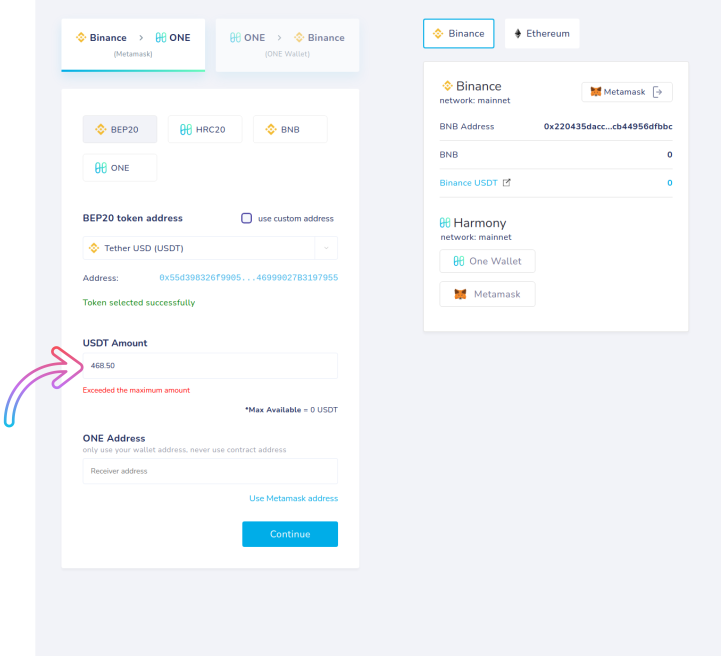 Binance > ONE
(Metamask)
ONE > Binance
(ONE Wallet)
BEP20
HRC20
BNB
ONE
BEP20 token address
use custom address
Tether USD (USDT)
Address: 0x55d398326f9905...46999027B3197955
Token selected successfully
USDT Amount
468.50
Exceeded the maximum amount
*Max Available = 0 USDT
ONE Address
only use your wallet address, never use contract address
Receiver address
Use Metamask address
Continue
Binance
Ethereum
Binance
network: mainnet
Metamask
BNB Address 0x220435dacc...cb44956dfbbc
BNB 0
Binance USDT 0
Harmony
network: mainnet
One Wallet
Metamask